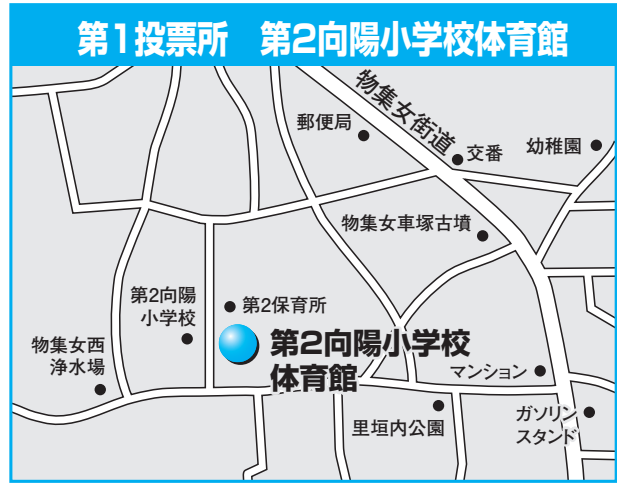 第1投票所　第2向陽小学校体育館
物集女街道
郵便局
交番
幼稚園
物集女車塚古墳
第2向陽
小学校
第2保育所
第2向陽小学校
体育館
物集女西
浄水場
マンション
里垣内公園
ガソリン
スタンド